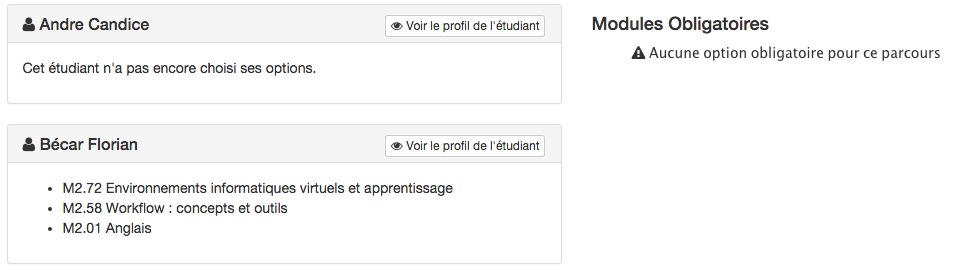 Andre Candice
Voir le profil de l'étudiant
Cet étudiant n'a pas encore choisi ses options.
Bécar Florian
Voir le profil de l'étudiant
M2.72 Environnements informatiques virtuels et apprentissage
M2.58 Workflow : concepts et outils
M2.01 Anglais
Modules Obligatoires
Aucune option obligatoire pour ce parcours